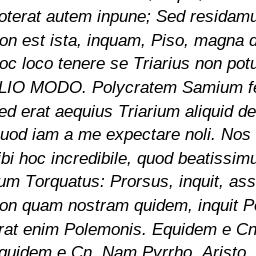 oterat autem inpune; Sed residamu
on est ista, inquam, Piso, magna d
oc loco tenere se Triarius non potu
LIO MODO. Polycratem Samium fe
ed erat aequius Triarium aliquid de
uod iam a me expectare noli. Nos
ibi hoc incredibile, quod beatissimu
um Torquatus: Prorsus, inquit, ass
on quam nostram quidem, inquit Po
rat enim Polemonis. Equidem e Cn
quidem e Cn. Nam Pyrrho, Aristo,